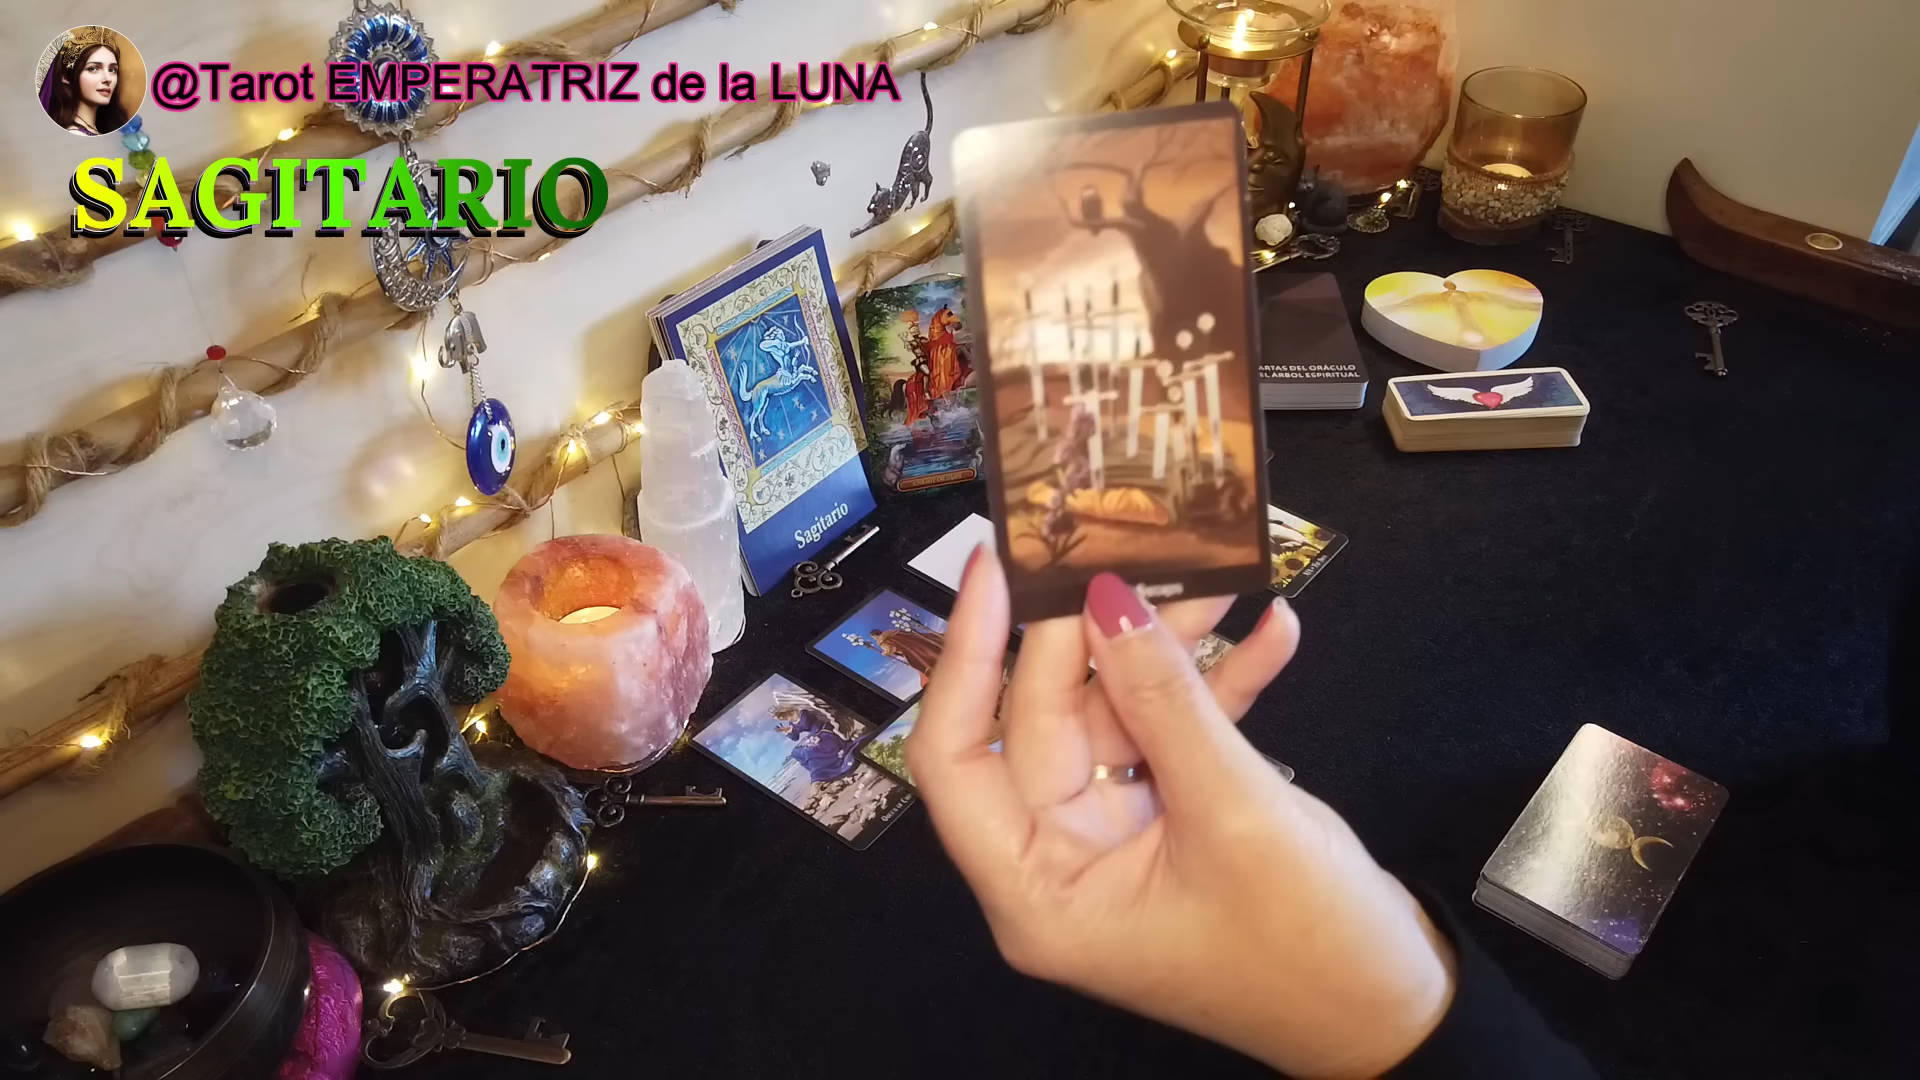 @Tarot EMPERATRIZ de la LUNA
SAGITARIO
Sagitario
CARTAS DEL ORÁCULO
EL ÁRBOL ESPIRITUAL